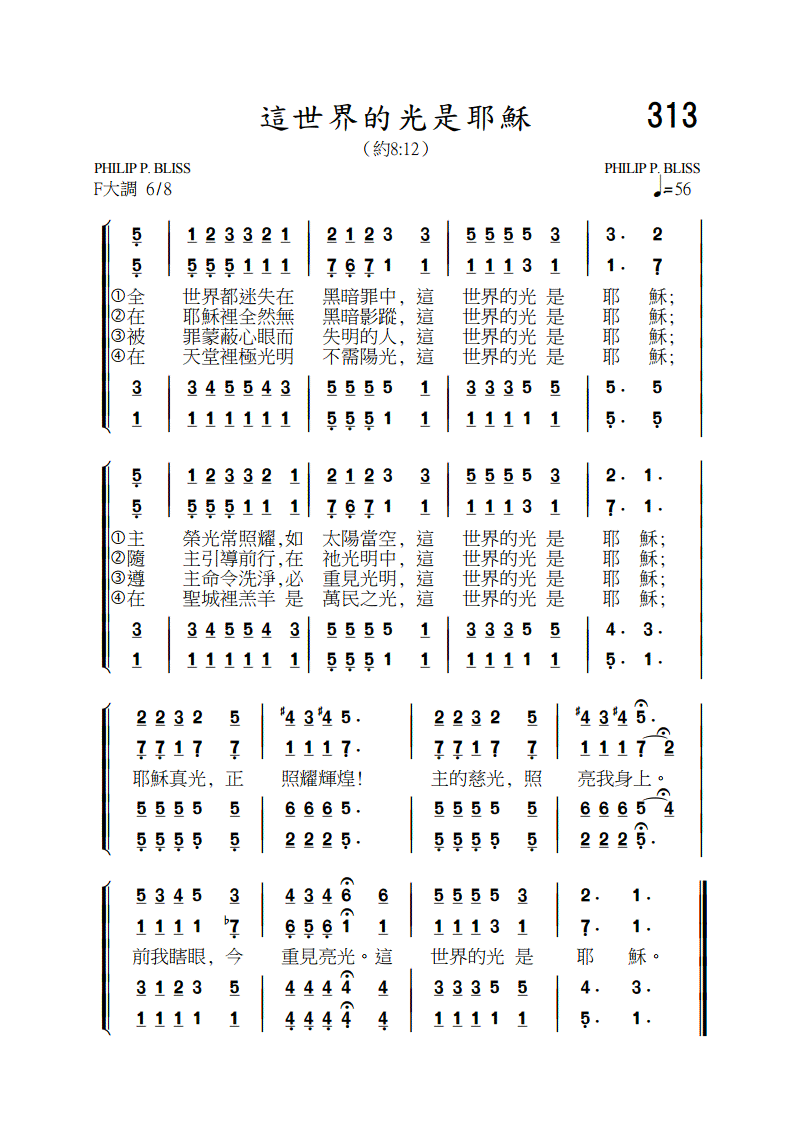 這世界的光是耶穌 313
（約8:12）
PHILIP P. BLISS PHILIP P. BLISS
F大調 6/8 ♩=56
5 | 1 2 3 3 2 1 | 2 1 2 3 3 | 5 5 5 5 3 | 3 . 2
5 | 5 5 5 1 1 1 | 7 6 7 1 1 | 1 1 1 3 1 | 1 . 7
①全 世界都迷失在 黑暗罪中，這 世界的光 是 耶 穌；
②在 耶穌裡全然無 黑暗影蹤，這 世界的光 是 耶 穌；
③被 罪蒙蔽心眼而 失明的人，這 世界的光 是 耶 穌；
④在 天堂裡極光明 不需陽光，這 世界的光 是 耶 穌；
3 | 3 4 5 5 4 3 | 5 5 5 5 1 | 3 3 3 5 5 | 5 . 5
1 | 1 1 1 1 1 1 | 5 5 5 1 1 | 1 1 1 1 1 | 5 . 5
5 | 1 2 3 3 2 1 | 2 1 2 3 3 | 5 5 5 5 3 | 2 . 1 .
5 | 5 5 5 1 1 1 | 7 6 7 1 1 | 1 1 1 3 1 | 7 . 1 .
①主 榮光常照耀，如 太陽當空，這 世界的光 是 耶 穌；
②隨 主引導前行，在 祂光明中，這 世界的光 是 耶 穌；
③遵 主命令洗淨，必 重見光明，這 世界的光 是 耶 穌；
④在 聖城裡羔羊 是 萬民之光，這 世界的光 是 耶 穌；
3 | 3 4 5 5 4 3 | 5 5 5 5 1 | 3 3 3 5 5 | 4 . 3 .
1 | 1 1 1 1 1 1 | 5 5 5 1 1 | 1 1 1 1 1 | 5 . 1 .
2 2 3 2 5 | ♯4 3 ♯4 5 . | 2 2 3 2 5 | ♯4 3 ♯4 5 .
7 7 1 7 7 | 1 1 1 7 . | 7 7 1 7 7 | 1 1 1 7 2
耶穌真光，正 照耀輝煌！ 主的慈光，照 亮我身上。
5 5 5 5 5 | 6 6 6 5 . | 5 5 5 5 5 | 6 6 6 5 4
5 5 5 5 5 | 2 2 2 5 . | 5 5 5 5 5 | 2 2 2 5 .
5 3 4 5 3 | 4 3 4 6 6 | 5 5 5 5 3 | 2 . 1 .
1 1 1 1 ♭7 | 6 5 6 1 1 | 1 1 1 3 1 | 7 . 1 .
前我瞎眼，今 重見亮光。這 世界的光 是 耶 穌。
3 1 2 3 5 | 4 4 4 4 4 | 3 3 3 5 5 | 4 . 3 .
1 1 1 1 1 | 4 4 4 4 4 | 1 1 1 1 1 | 5 . 1 .